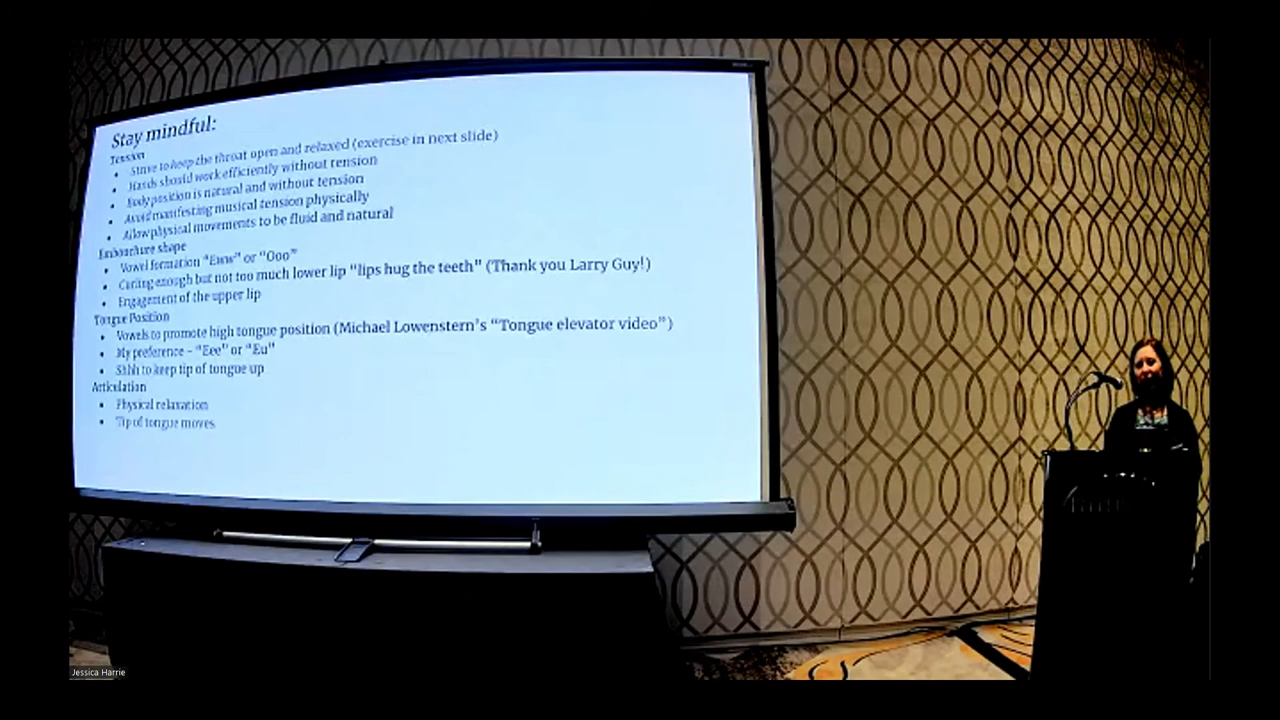 Stay mindful:
Tension
• Strive to keep the throat open and relaxed (exercise in next slide)
• Hands should work efficiently without tension
• Body position is natural and without tension
• Avoid manifesting musical tension physically
• Allow physical movements to be fluid and natural
Embouchure shape
• Vowel formation “Eww” or “Ooo”
• Curling enough but not too much lower lip “lips hug the teeth” (Thank you Larry Guy!)
• Engagement of the upper lip
Tongue Position
• Vowels to promote high tongue position (Michael Lowenstern’s “Tongue elevator video”)
• My preference – “Eee” or “Eu”
• Shhh to keep tip of tongue up
Articulation
• Physical relaxation
• Tip of tongue moves
Jessica Harrie